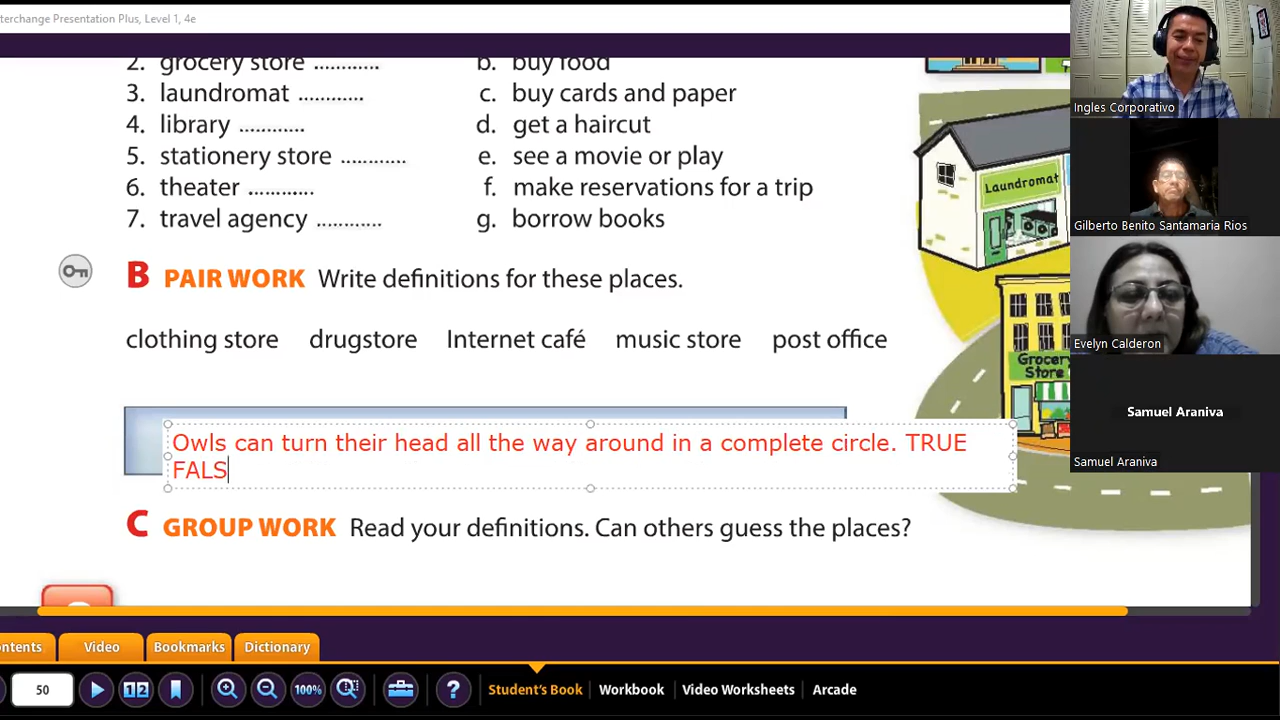 terchange Presentation Plus, Level 1, 4e
2. grocery store ...........
b. buy food
3. laundromat ............
c. buy cards and paper
4. library ............
d. get a haircut
5. stationery store ............
e. see a movie or play
6. theater ............
f. make reservations for a trip
7. travel agency ............
g. borrow books
Laundromat
B PAIR WORK Write definitions for these places.
clothing store drugstore Internet café music store post office
Grocery
Store
Owls can turn their head all the way around in a complete circle. TRUE
FALS
C GROUP WORK Read your definitions. Can others guess the places?
Ingles Corporativo
Gilberto Benito Santamaria Rios
Evelyn Calderon
Samuel Araniva
Samuel Araniva
ontents Video Bookmarks Dictionary
50 1 2 100% ? Student's Book Workbook Video Worksheets Arcade